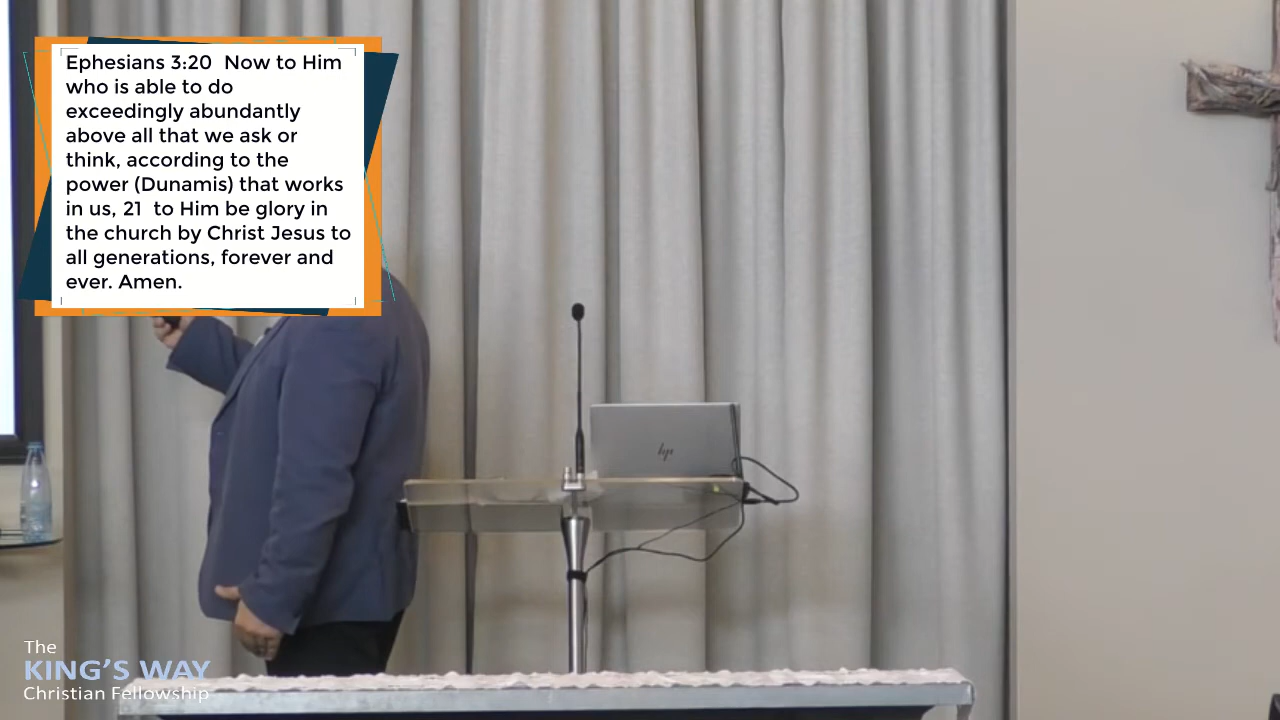 Ephesians 3:20  Now to Him
who is able to do
exceedingly abundantly
above all that we ask or
think, according to the
power (Dunamis) that works
in us, 21  to Him be glory in
the church by Christ Jesus to
all generations, forever and
ever. Amen.
hp
The
KING'S WAY
Christian Fellowship